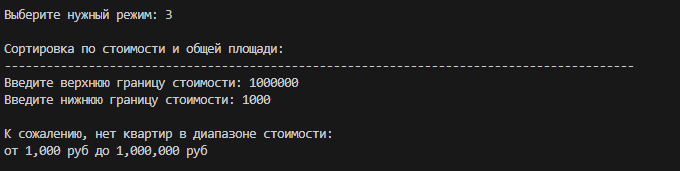 Выберите нужный режим: 3
Сортировка по стоимости и общей площади:
------------------------------------------------------------------------------------------
Введите верхнюю границу стоимости: 1000000
Введите нижнюю границу стоимости: 1000
К сожалению, нет квартир в диапазоне стоимости:
от 1,000 руб до 1,000,000 руб